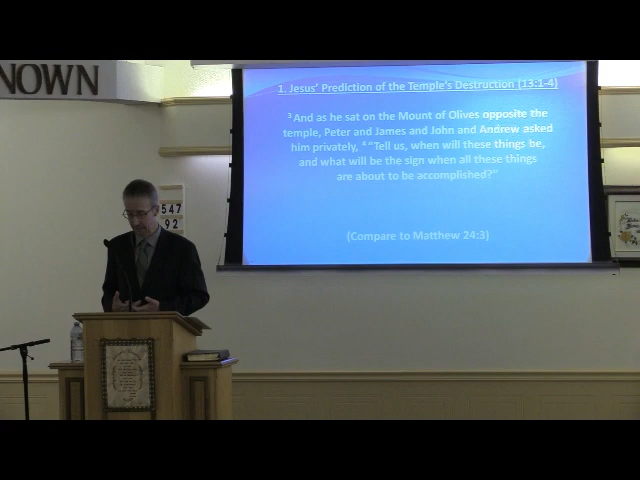 NOWN
1. Jesus' Prediction of the Temple's Destruction (13:1-4)
³ And as he sat on the Mount of Olives opposite the
temple, Peter and James and John and Andrew asked
him privately, ⁴ "Tell us, when will these things be,
and what will be the sign when all these things
are about to be accomplished?"
(Compare to Matthew 24:3)
547
92